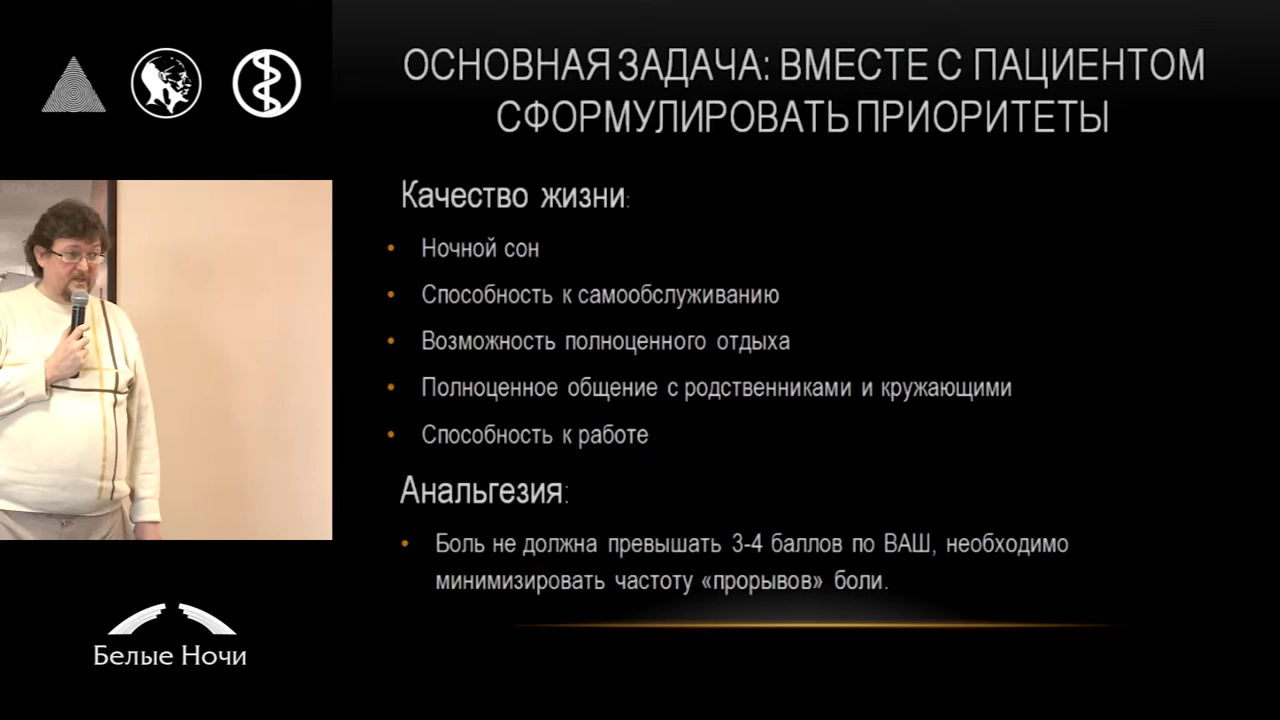 ОСНОВНАЯ ЗАДАЧА: ВМЕСТЕ С ПАЦИЕНТОМ
СФОРМУЛИРОВАТЬ ПРИОРИТЕТЫ
Качество жизни:
• Ночной сон
• Способность к самообслуживанию
• Возможность полноценного отдыха
• Полноценное общение с родственниками и кружающими
• Способность к работе
Анальгезия:
• Боль не должна превышать 3-4 баллов по ВАШ, необходимо
минимизировать частоту «прорывов» боли.
Белые Ночи